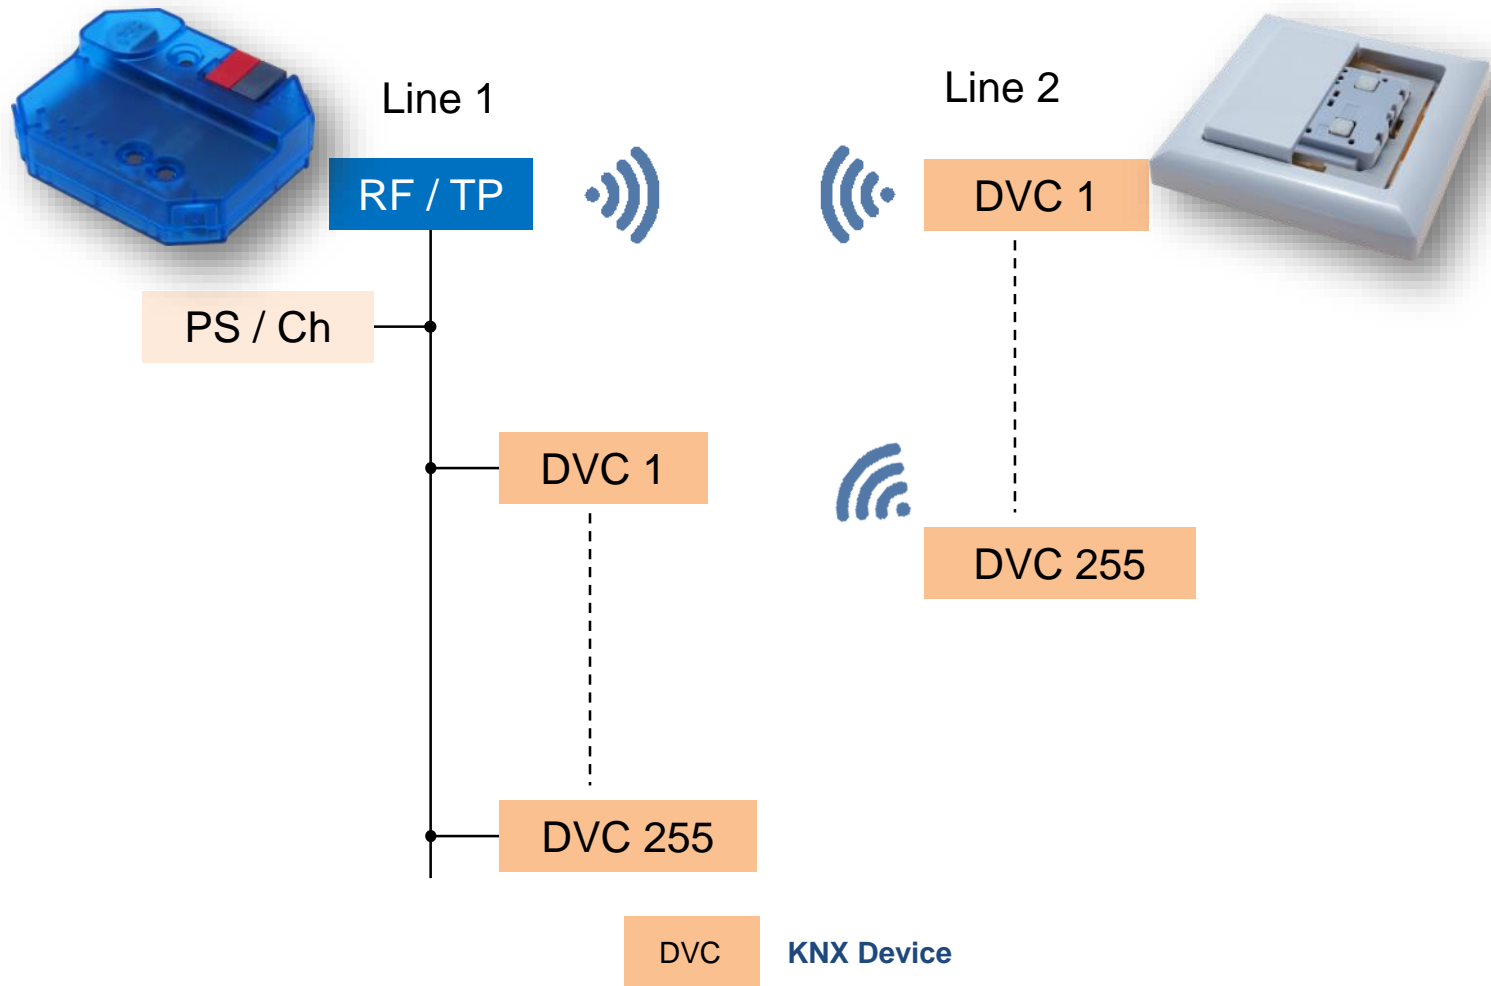 Line 1
Line 2
RF / TP
DVC 1
PS / Ch
DVC 1
DVC 255
DVC 255
DVC
KNX Device